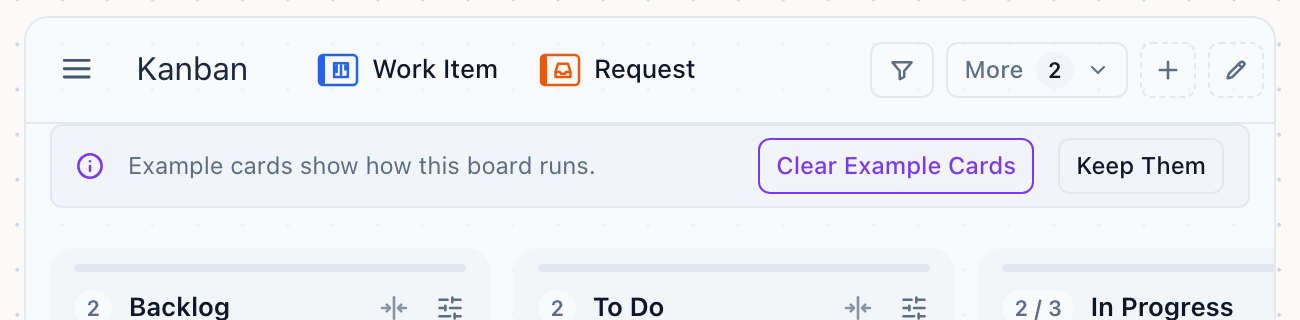 Kanban Work Item Request More 2
Example cards show how this board runs. Clear Example Cards Keep Them
2 Backlog 2 To Do 2 / 3 In Progress